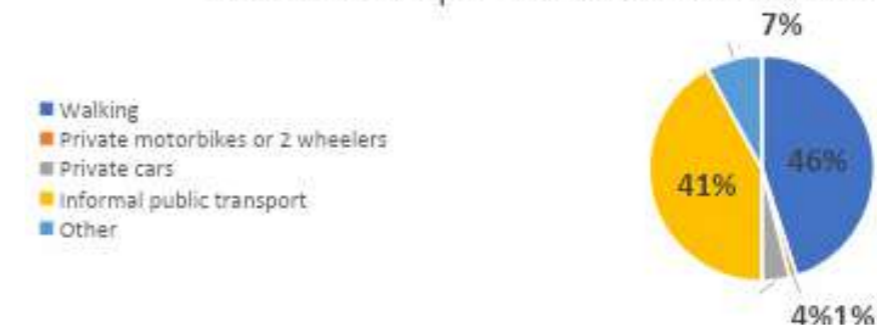 7%
Walking
Private motorbikes or 2 wheelers
Private cars
Informal public transport
Other
46%
41%
4%1%